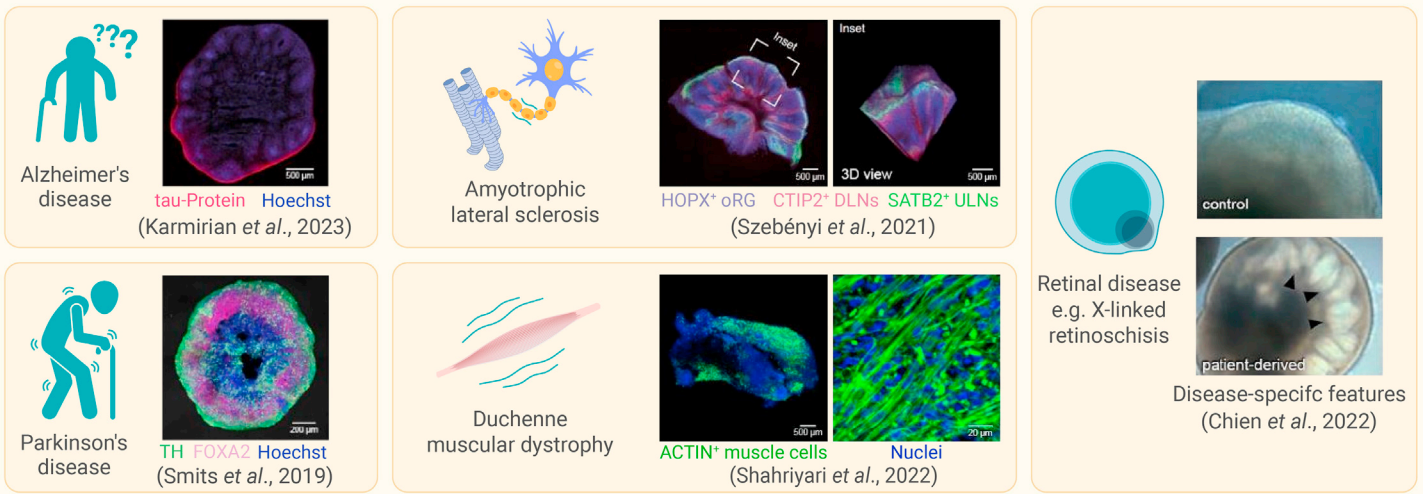 ???
Alzheimer's
disease
500 µm
tau-Protein Hoechst
(Karmirian et al., 2023)
Amyotrophic
lateral sclerosis
Inset
500 µm
Inset
3D view
500 µm
HOPX⁺ oRG CTIP2⁺ DLNs SATB2⁺ ULNs
(Szebényi et al., 2021)
Parkinson's
disease
200 µm
TH FOXA2 Hoechst
(Smits et al., 2019)
Duchenne
muscular dystrophy
500 µm
20 µm
ACTIN⁺ muscle cells Nuclei
(Shahriyari et al., 2022)
Retinal disease
e.g. X-linked
retinoschisis
control
patient-derived
Disease-specifc features
(Chien et al., 2022)